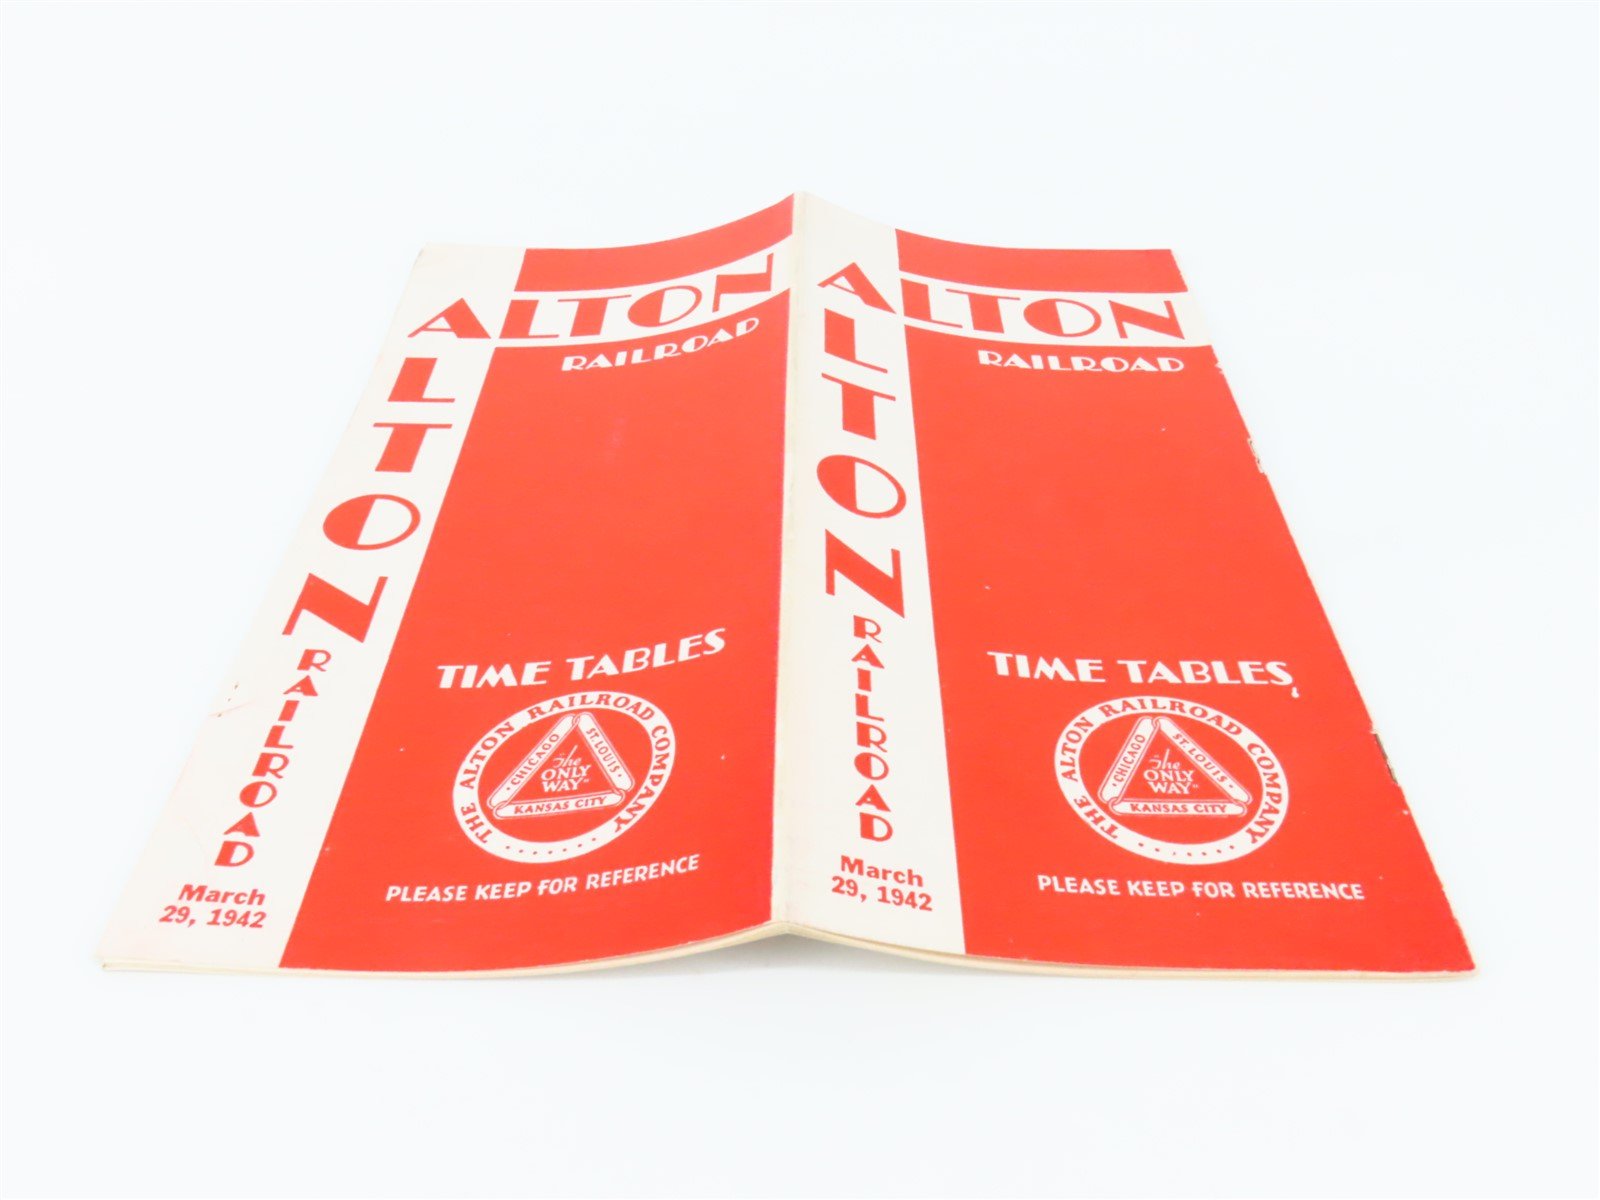 ALTON
RAILROAD
ALTON
RAILROAD
March
29, 1942
TIME TABLES
THE ALTON RAILROAD COMPANY
CHICAGO
ST. LOUIS
KANSAS CITY
"The
ONLY
WAY"
PLEASE KEEP FOR REFERENCE
ALTON
RAILROAD
ALTON
RAILROAD
March
29, 1942
TIME TABLES
THE ALTON RAILROAD COMPANY
CHICAGO
ST. LOUIS
KANSAS CITY
"The
ONLY
WAY"
PLEASE KEEP FOR REFERENCE